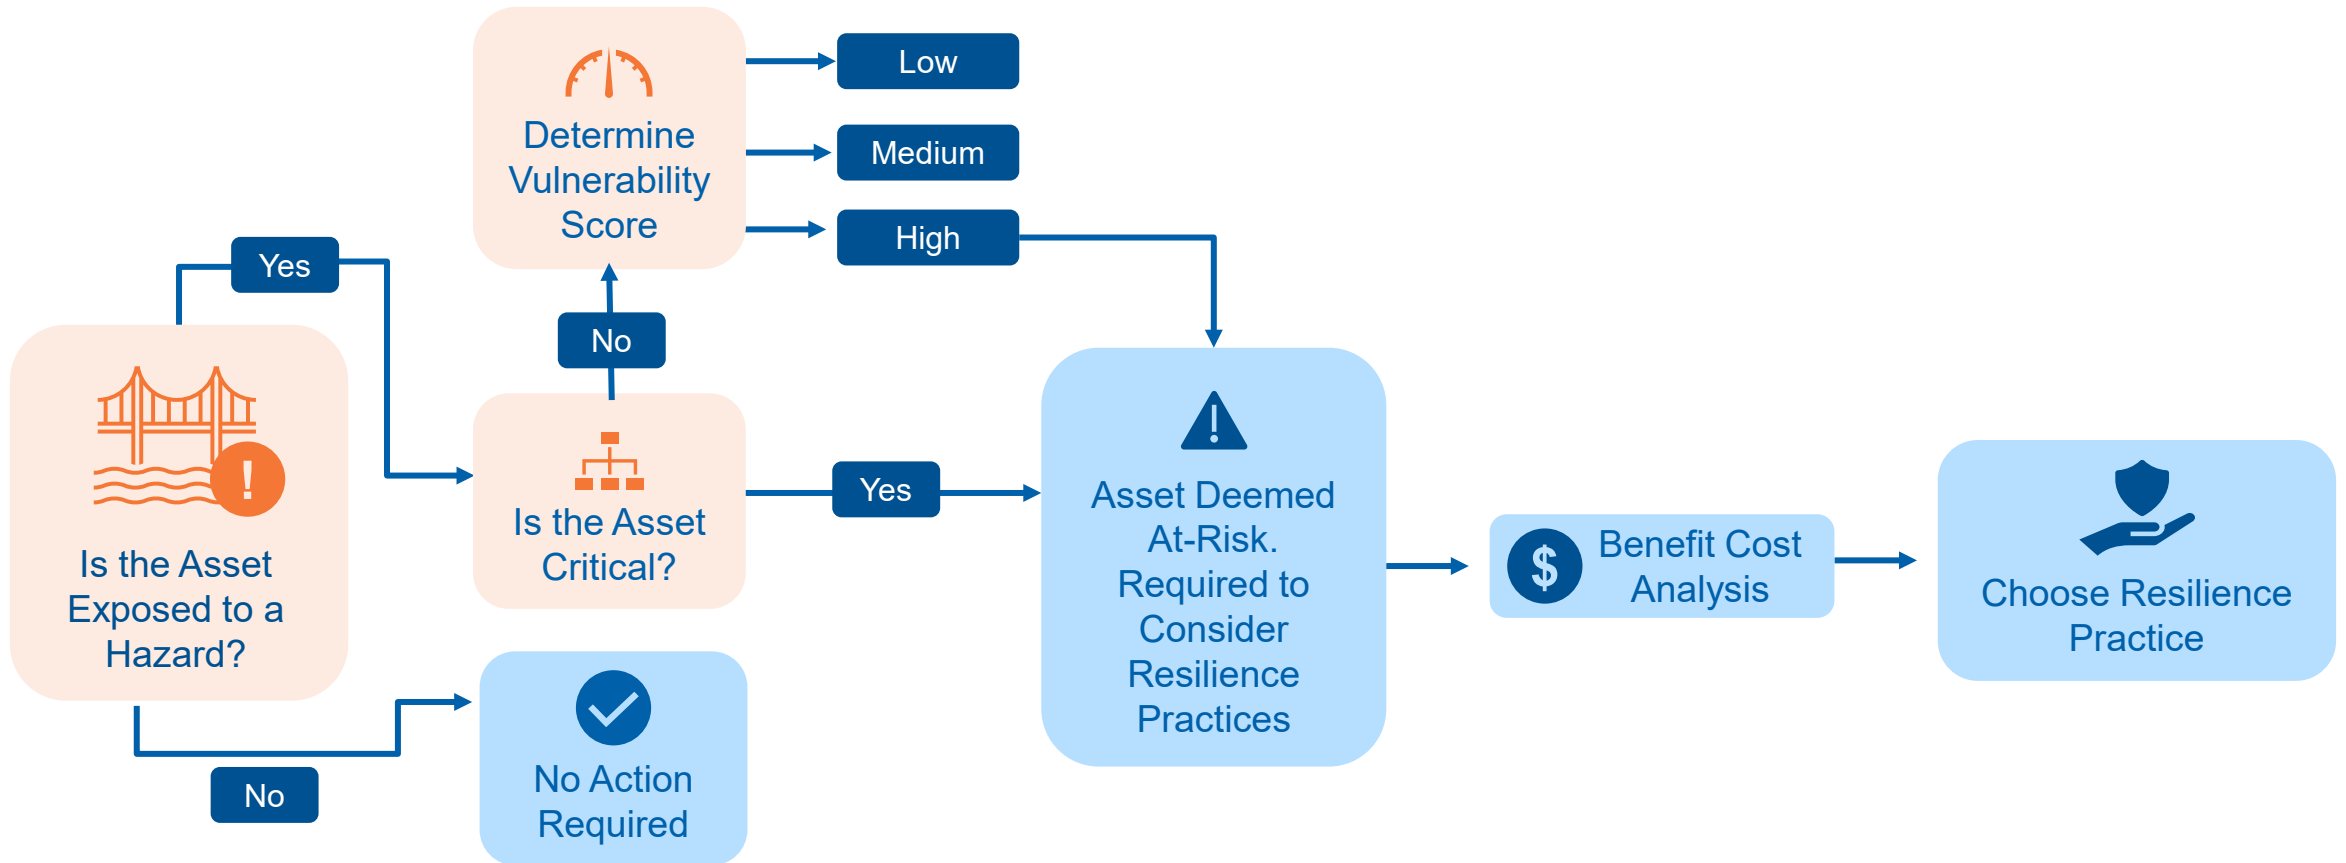 Determine
Vulnerability
Score
Low
Medium
High
Yes
No
Is the Asset
Exposed to a
Hazard?
Is the Asset
Critical?
Yes
Asset Deemed
At-Risk.
Required to
Consider
Resilience
Practices
Benefit Cost
Analysis
Choose Resilience
Practice
No
No Action
Required